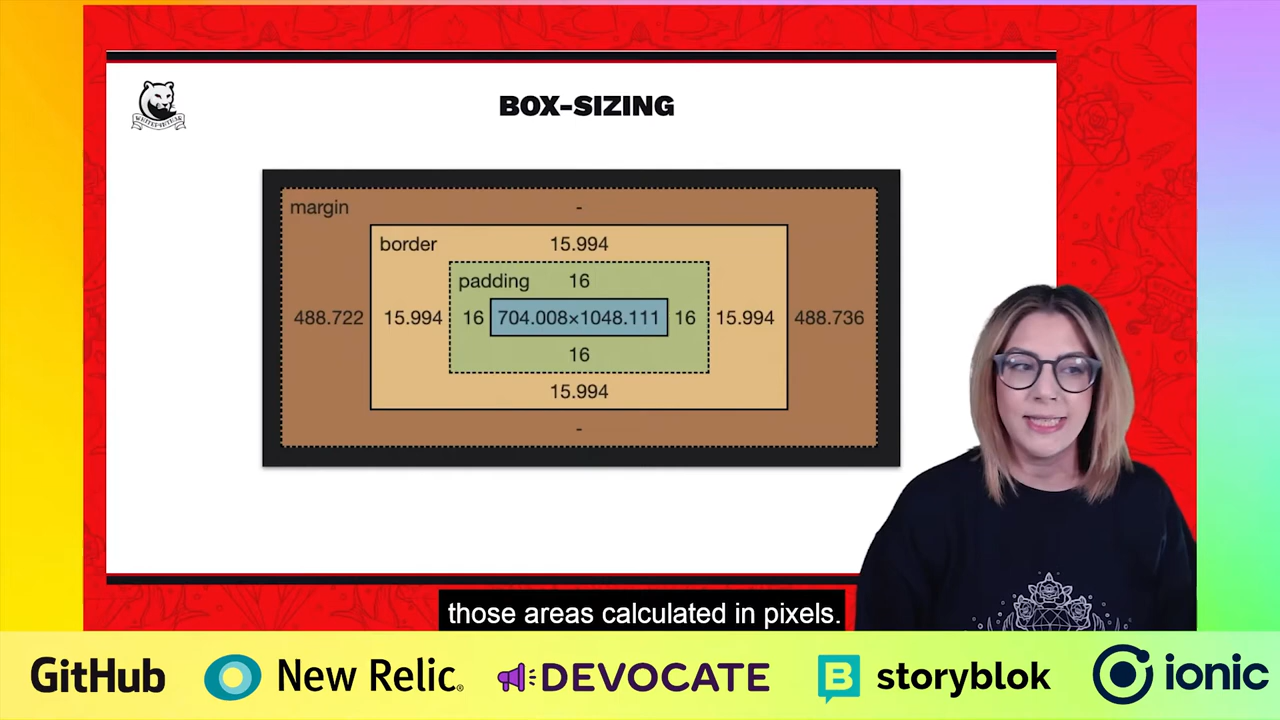 BOX-SIZING
margin -
border 15.994
padding 16
488.722 15.994 16 704.008×1048.111 16 15.994 488.736
16
15.994
-
those areas calculated in pixels.
GitHub New Relic® DEVOCATE storyblok ionic